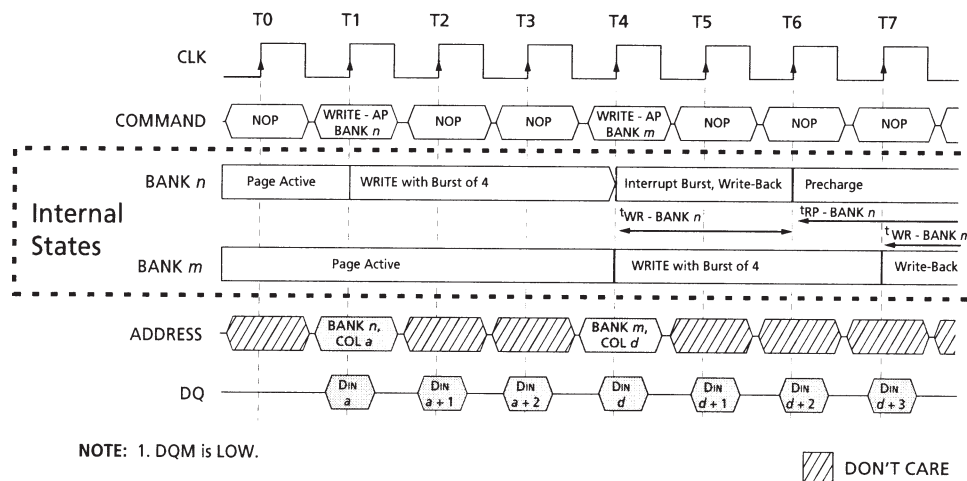 T0 T1 T2 T3 T4 T5 T6 T7
CLK
COMMAND NOP WRITE - AP BANK n NOP NOP WRITE - AP BANK m NOP NOP NOP
Internal States
BANK n Page Active WRITE with Burst of 4 Interrupt Burst, Write-Back Precharge
tWR - BANK n tRP - BANK n
t WR - BANK m
BANK m Page Active WRITE with Burst of 4 Write-Back
ADDRESS BANK n, COL a BANK m, COL d
DQ DIN a DIN a + 1 DIN a + 2 DIN d DIN d + 1 DIN d + 2 DIN d + 3
NOTE: 1. DQM is LOW.
DON'T CARE